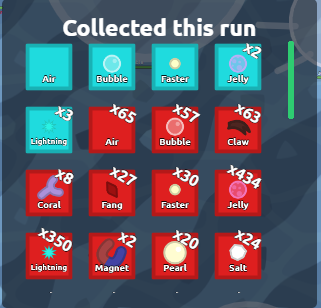 Collected this run
Air
Bubble
Faster
x2
Jelly
x3
Lightning
x65
Air
x57
Bubble
x63
Claw
x8
Coral
x27
Fang
x30
Faster
x434
Jelly
x350
Lightning
x2
Magnet
x20
Pearl
x24
Salt